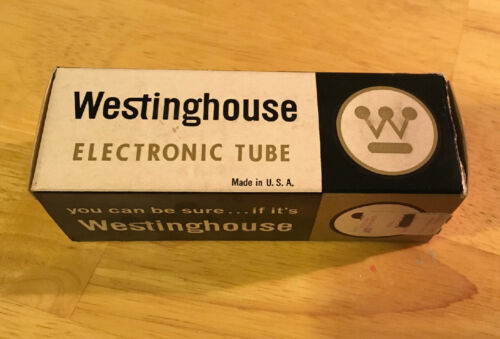 Westinghouse
ELECTRONIC TUBE
Made in U.S.A.
W
you can be sure...if it's
Westinghouse